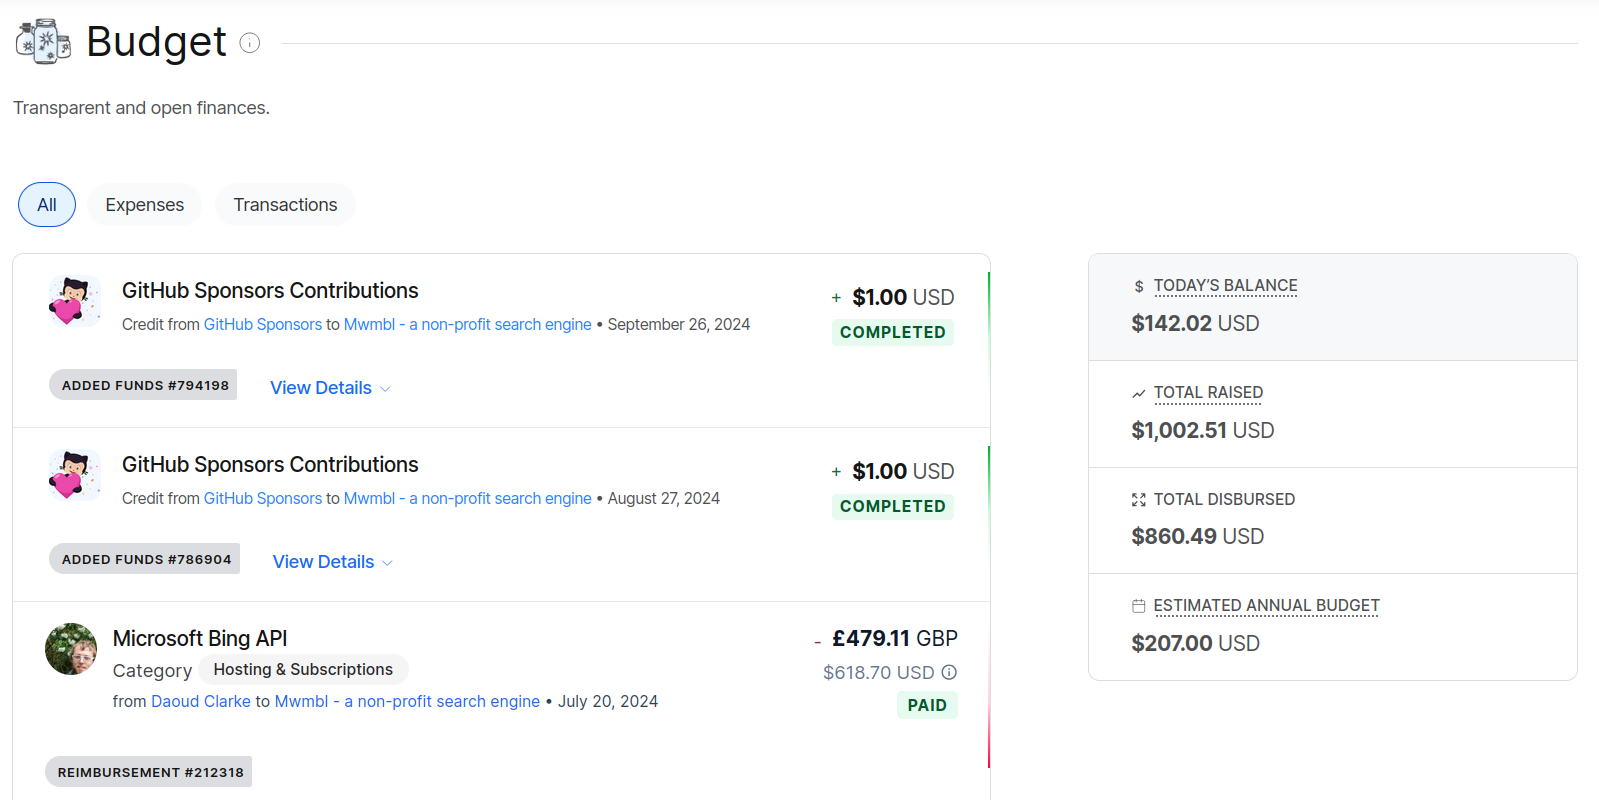 Budget
Transparent and open finances.
All Expenses Transactions
GitHub Sponsors Contributions
+ $1.00 USD
Credit from GitHub Sponsors to Mwmbl - a non-profit search engine • September 26, 2024
COMPLETED
ADDED FUNDS #794198 View Details
GitHub Sponsors Contributions
+ $1.00 USD
Credit from GitHub Sponsors to Mwmbl - a non-profit search engine • August 27, 2024
COMPLETED
ADDED FUNDS #786904 View Details
Microsoft Bing API
- £479.11 GBP
Category Hosting & Subscriptions
$618.70 USD
from Daoud Clarke to Mwmbl - a non-profit search engine • July 20, 2024
PAID
REIMBURSEMENT #212318
$ TODAY’S BALANCE
$142.02 USD
TOTAL RAISED
$1,002.51 USD
TOTAL DISBURSED
$860.49 USD
ESTIMATED ANNUAL BUDGET
$207.00 USD